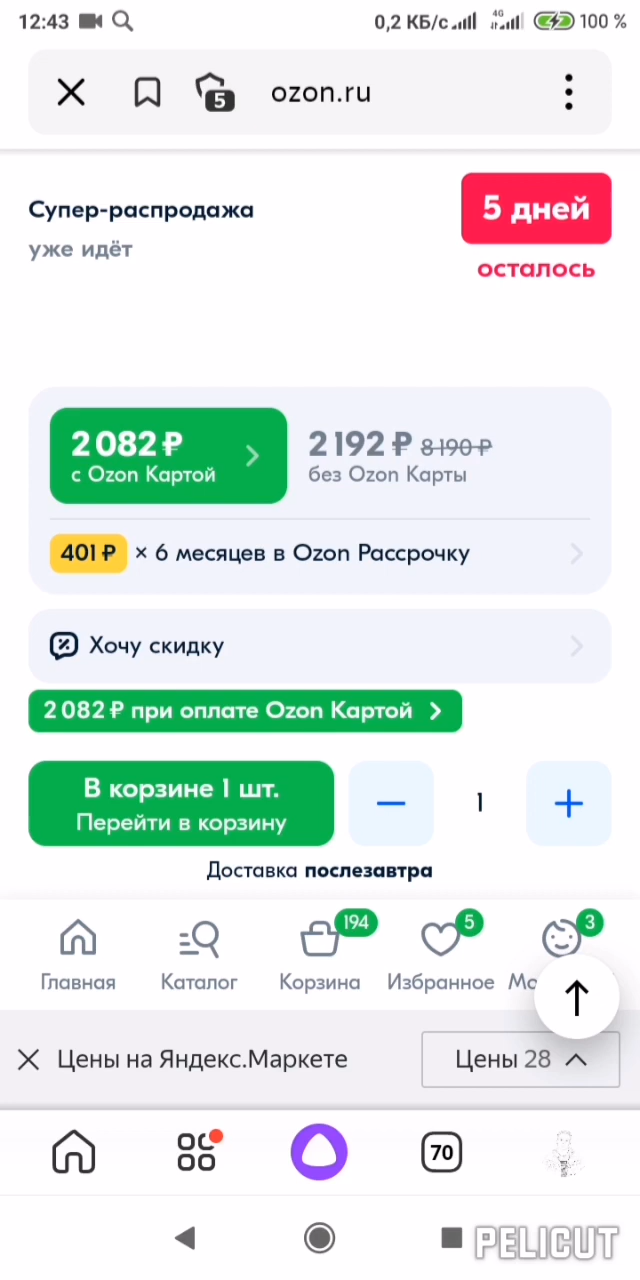 12:43 0,2 КБ/с 4G 100 %
5 ozon.ru
Супер-распродажа
уже идёт
5 дней
осталось
2 082 ₽
с Ozon Картой
2 192 ₽ 8 190 ₽
без Ozon Карты
401 ₽ × 6 месяцев в Ozon Рассрочку
Хочу скидку
2 082 ₽ при оплате Ozon Картой
В корзине 1 шт.
Перейти в корзину
1
Доставка послезавтра
194 5 3
Главная Каталог Корзина Избранное Мо
Цены на Яндекс.Маркете Цены 28
70
PELICUT